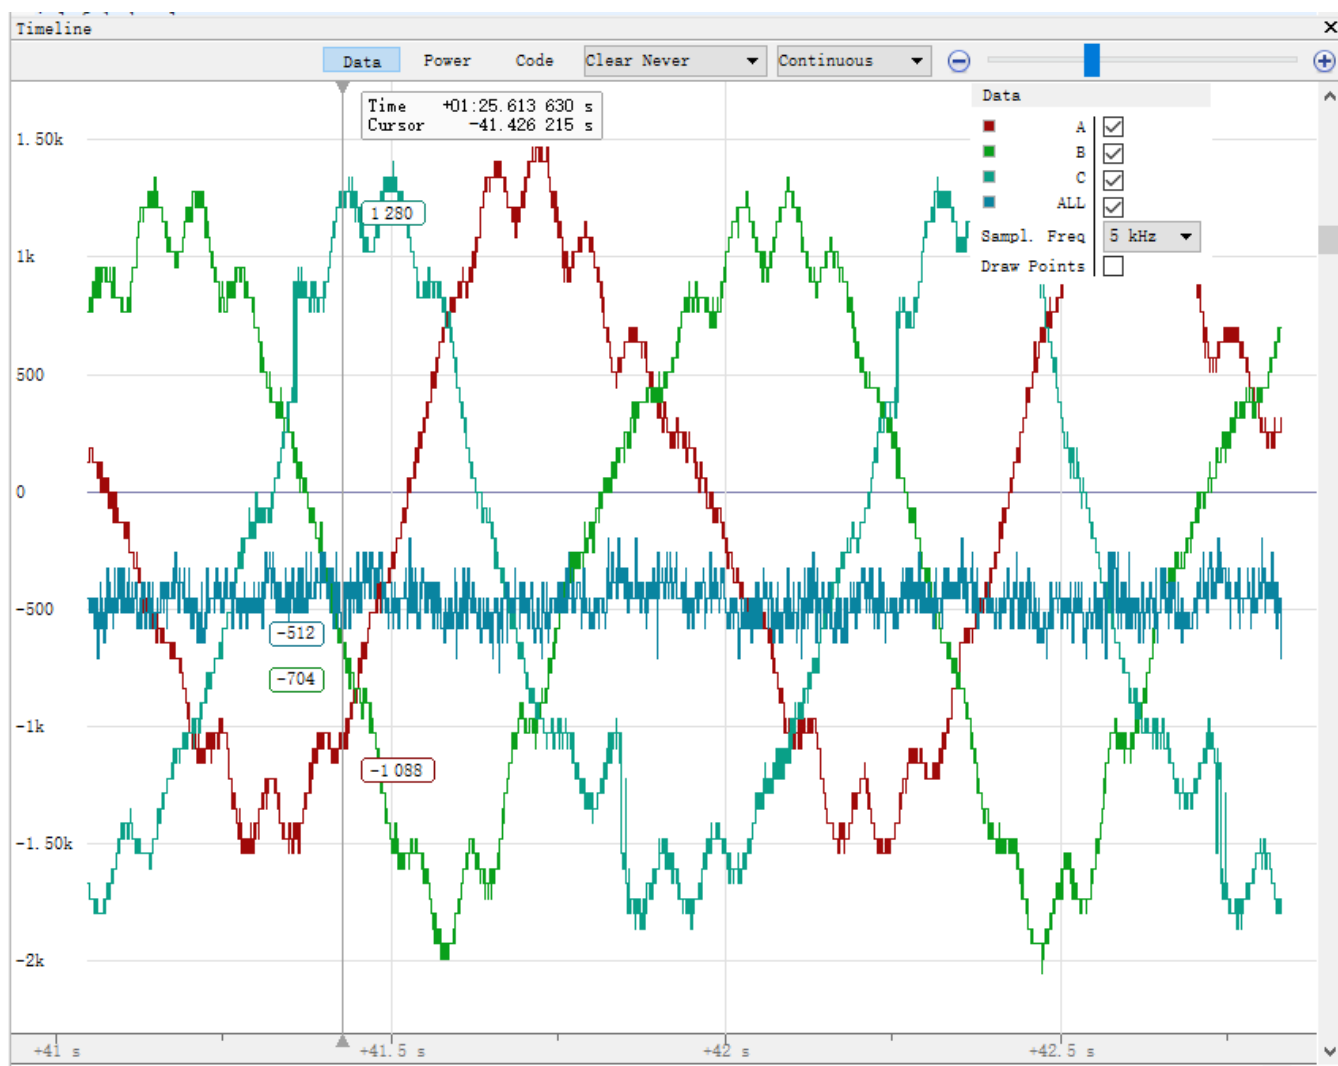 Timeline
Data Power Code Clear Never Continuous
Time +01:25.613 630 s
Cursor -41.426 215 s
Data
A
B
C
ALL
Sampl. Freq 5 kHz
Draw Points
1.50k
1k
500
0
-500
-1k
-1.50k
-2k
1 280
-512
-704
-1 088
+41 s +41.5 s +42 s +42.5 s